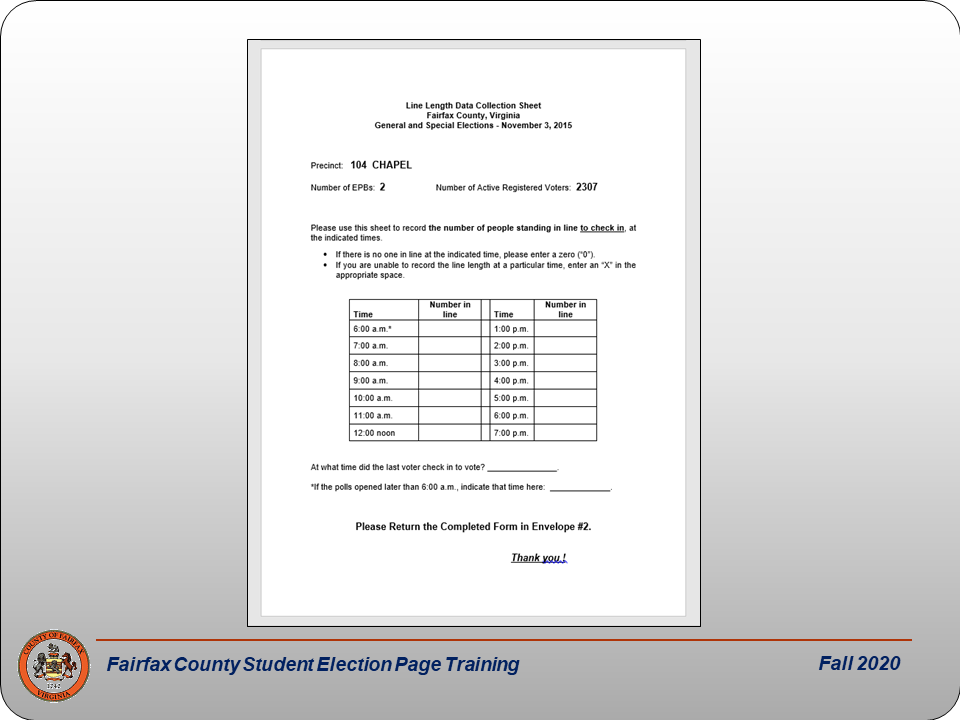 Line Length Data Collection Sheet
Fairfax County, Virginia
General and Special Elections - November 3, 2015
Precinct: 104 CHAPEL
Number of EPBs: 2 Number of Active Registered Voters: 2307
Please use this sheet to record the number of people standing in line to check in, at
the indicated times.
• If there is no one in line at the indicated time, please enter a zero ("0").
• If you are unable to record the line length at a particular time, enter an "X" in the
appropriate space.
Time Number in line Time Number in line
6:00 a.m.* 1:00 p.m.
7:00 a.m. 2:00 p.m.
8:00 a.m. 3:00 p.m.
9:00 a.m. 4:00 p.m.
10:00 a.m. 5:00 p.m.
11:00 a.m. 6:00 p.m.
12:00 noon 7:00 p.m.
At what time did the last voter check in to vote? _______________.
*If the polls opened later than 6:00 a.m., indicate that time here: _____________.
Please Return the Completed Form in Envelope #2.
Thank you !
COUNTY OF FAIRFAX
1742
VIRGINIA
Fairfax County Student Election Page Training
Fall 2020